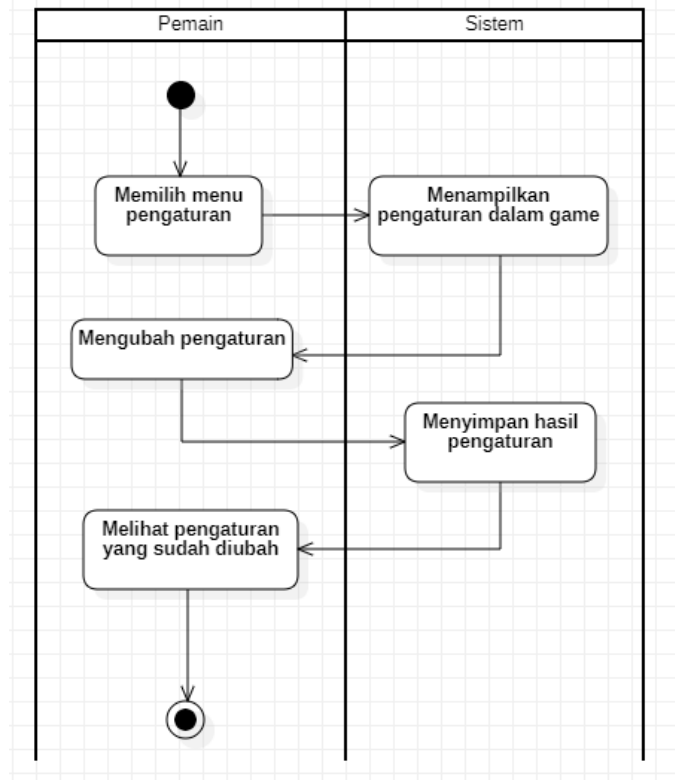 Pemain
Sistem
Memilih menu
pengaturan
Menampilkan
pengaturan dalam game
Mengubah pengaturan
Menyimpan hasil
pengaturan
Melihat pengaturan
yang sudah diubah